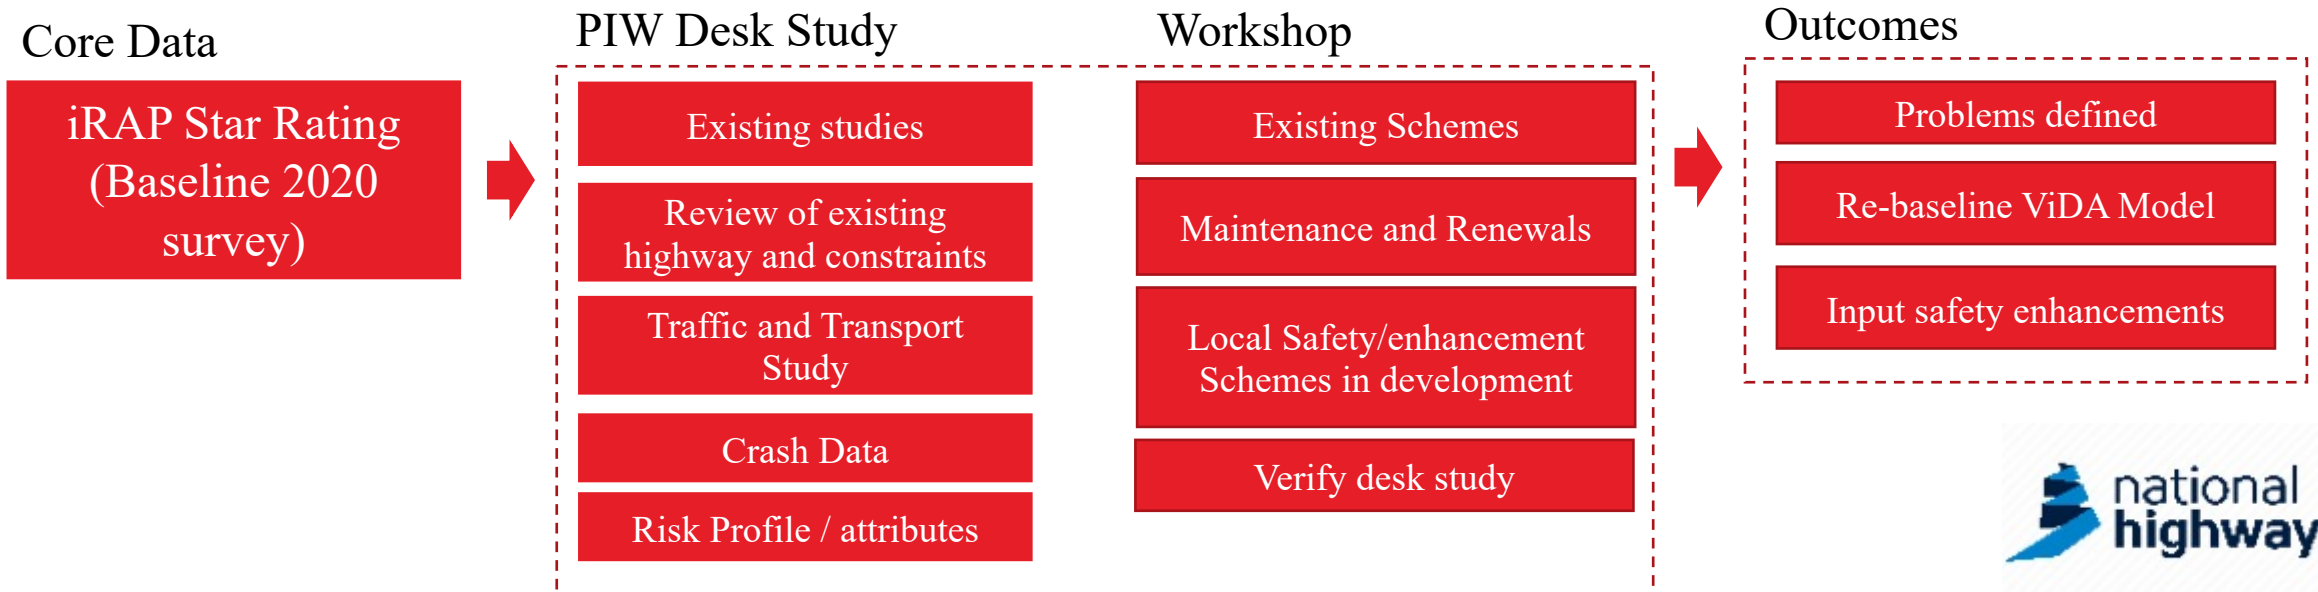 Core Data
iRAP Star Rating
(Baseline 2020
survey)
PIW Desk Study
Existing studies
Review of existing
highway and constraints
Traffic and Transport
Study
Crash Data
Risk Profile / attributes
Workshop
Existing Schemes
Maintenance and Renewals
Local Safety/enhancement
Schemes in development
Verify desk study
Outcomes
Problems defined
Re-baseline ViDA Model
Input safety enhancements
national
highway